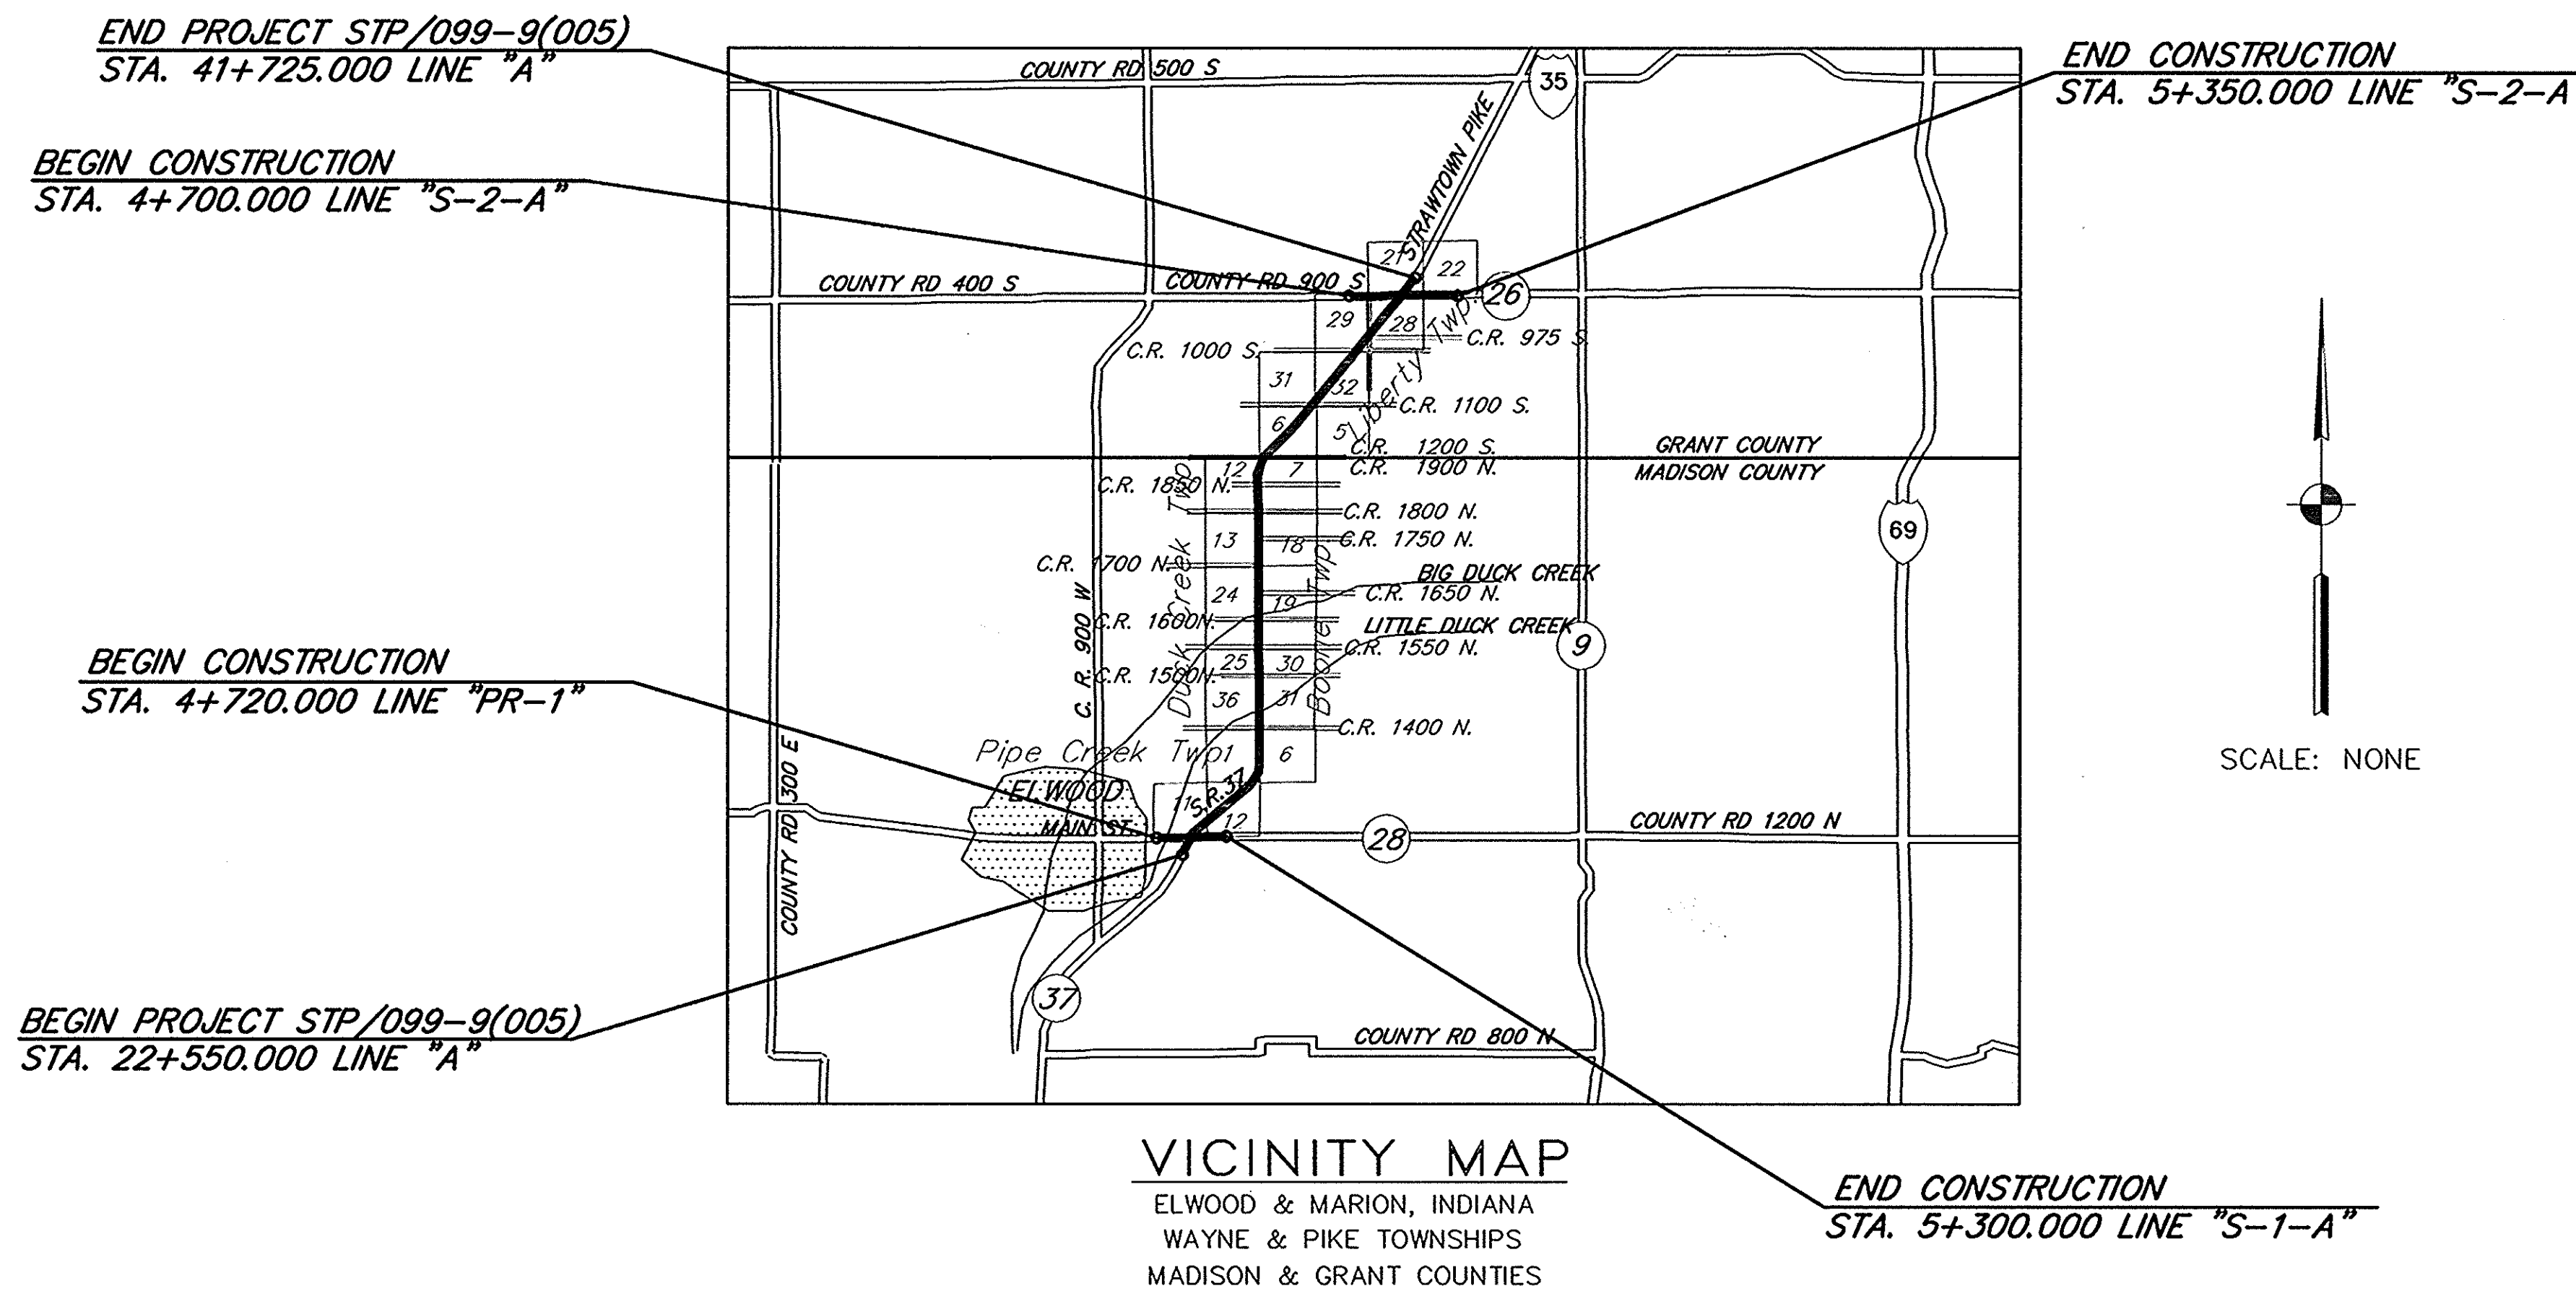 END PROJECT STP/099-9(005)
STA. 41+725.000 LINE "A"
BEGIN CONSTRUCTION
STA. 4+700.000 LINE "S-2-A"
END CONSTRUCTION
STA. 5+350.000 LINE "S-2-A
COUNTY RD 500 S
35
STRAWTOWN PIKE
21
22
COUNTY RD 400 S
COUNTY RD 900 S
26
29
28
Liberty Twp.
C.R. 975 S.
C.R. 1000 S.
31
32
C.R. 1100 S.
6
5
C.R. 1200 S.
GRANT COUNTY
12
7
C.R. 1900 N.
MADISON COUNTY
C.R. 1850 N.
C.R. 1800 N.
69
13
18
C.R. 1750 N.
C.R. 1700 N.
BIG DUCK CREEK
24
19
C.R. 1650 N.
C.R. 1600N.
LITTLE DUCK CREEK
9
C.R. 1550 N.
25
30
C.R. 1500N.
36
31
C. R. 900 W
Duck Creek Twp
Boone Twp
C.R. 1400 N.
Pipe Creek Twp
1
6
COUNTY RD 300 E
ELWOOD
11
S.R.37
MAIN ST.
12
28
COUNTY RD 1200 N
37
COUNTY RD 800 N
BEGIN CONSTRUCTION
STA. 4+720.000 LINE "PR-1"
BEGIN PROJECT STP/099-9(005)
STA. 22+550.000 LINE "A"
SCALE: NONE
END CONSTRUCTION
STA. 5+300.000 LINE "S-1-A"
VICINITY MAP
ELWOOD & MARION, INDIANA
WAYNE & PIKE TOWNSHIPS
MADISON & GRANT COUNTIES